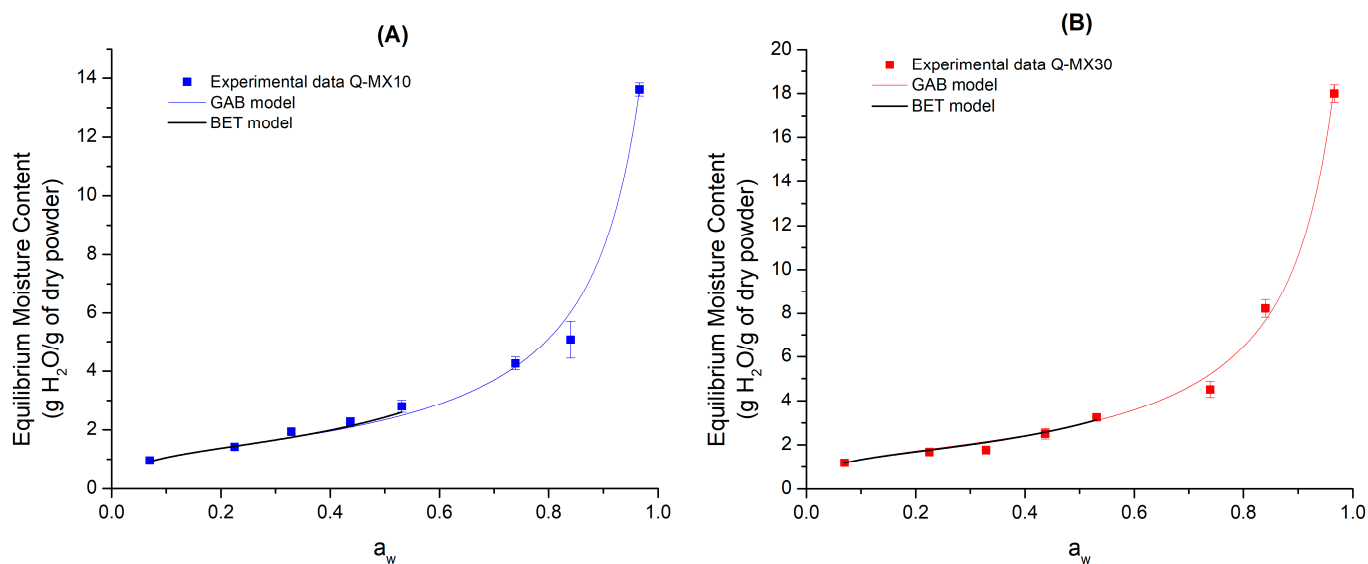 (A)
Experimental data Q-MX10
GAB model
BET model
Equilibrium Moisture Content
(g H₂O/g of dry powder)
14
12
10
8
6
4
2
0
0.0 0.2 0.4 0.6 0.8 1.0
a_w
(B)
Experimental data Q-MX30
GAB model
BET model
Equilibrium Moisture Content
(g H₂O/g of dry powder)
20
18
16
14
12
10
8
6
4
2
0
0.0 0.2 0.4 0.6 0.8 1.0
a_w